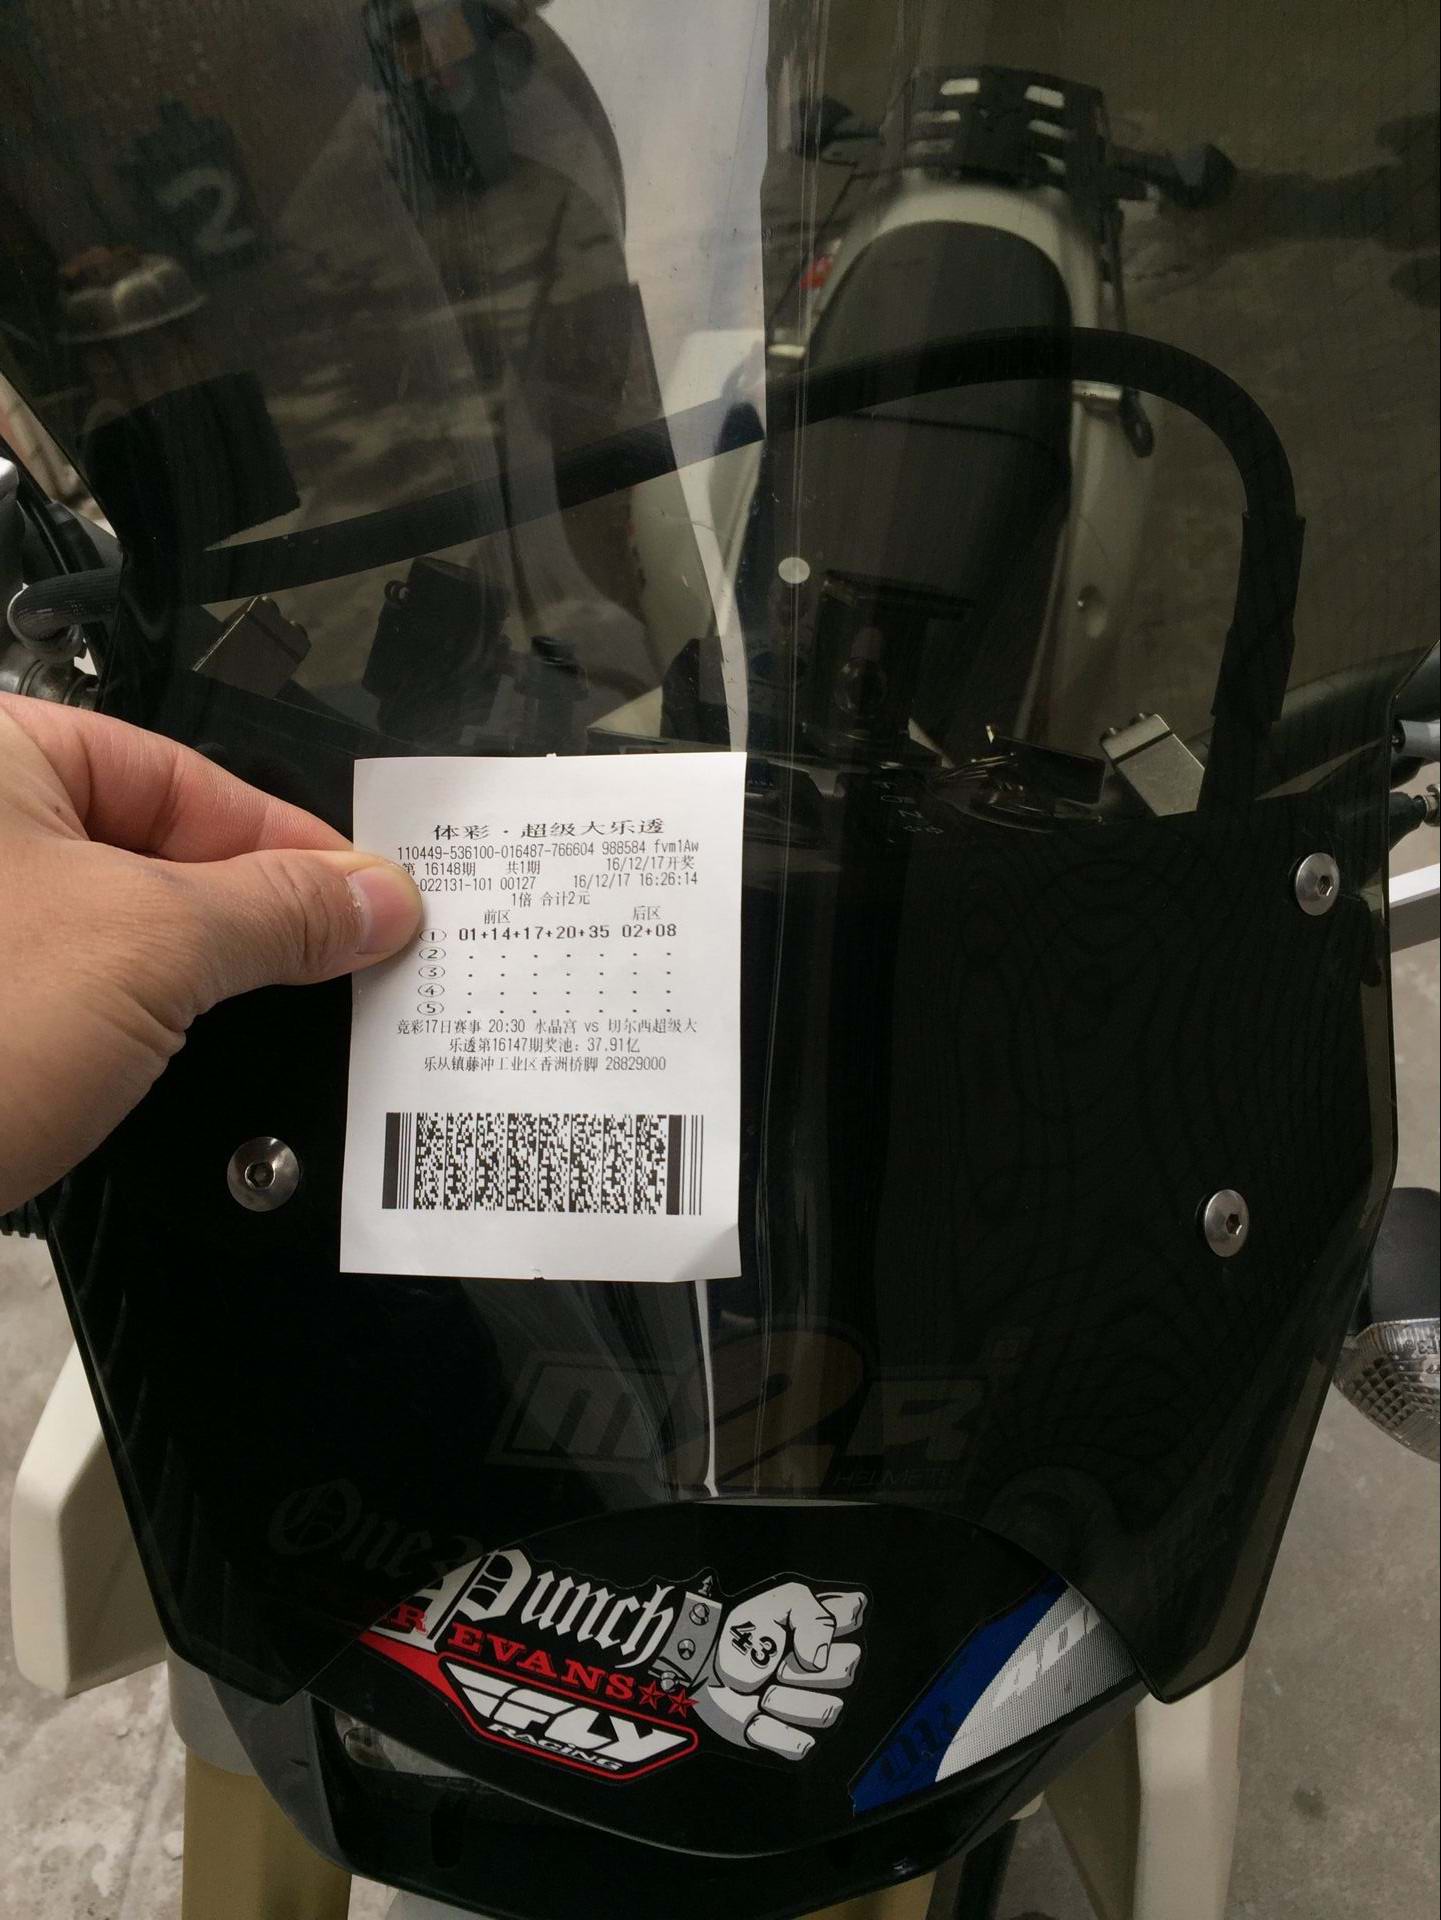 2
体彩·超级大乐透
110449-536100-016487-766604 988584 fvm1Aw
第 16148期 共1期 16/12/17开奖
-022131-101 00127 16/12/17 16:26:14
1倍 合计2元
前区 后区
① 01+14+17+20+35 02+08
②
③
④
⑤
竞彩17日赛事 20:30 水晶宫 vs 切尔西超级大
乐透第16147期奖池：37.91亿
乐从镇藤冲工业区香洲桥脚 28829000
m2R
HELMETS
One Punch
EVANS
43
FLY
RACING